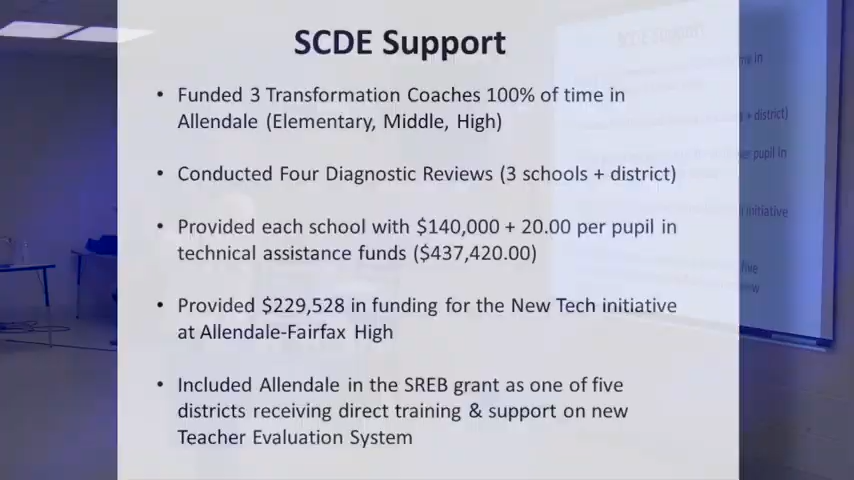 SCDE Support
• Funded 3 Transformation Coaches 100% of time in
Allendale (Elementary, Middle, High)
• Conducted Four Diagnostic Reviews (3 schools + district)
• Provided each school with $140,000 + 20.00 per pupil in
technical assistance funds ($437,420.00)
• Provided $229,528 in funding for the New Tech initiative
at Allendale-Fairfax High
• Included Allendale in the SREB grant as one of five
districts receiving direct training & support on new
Teacher Evaluation System